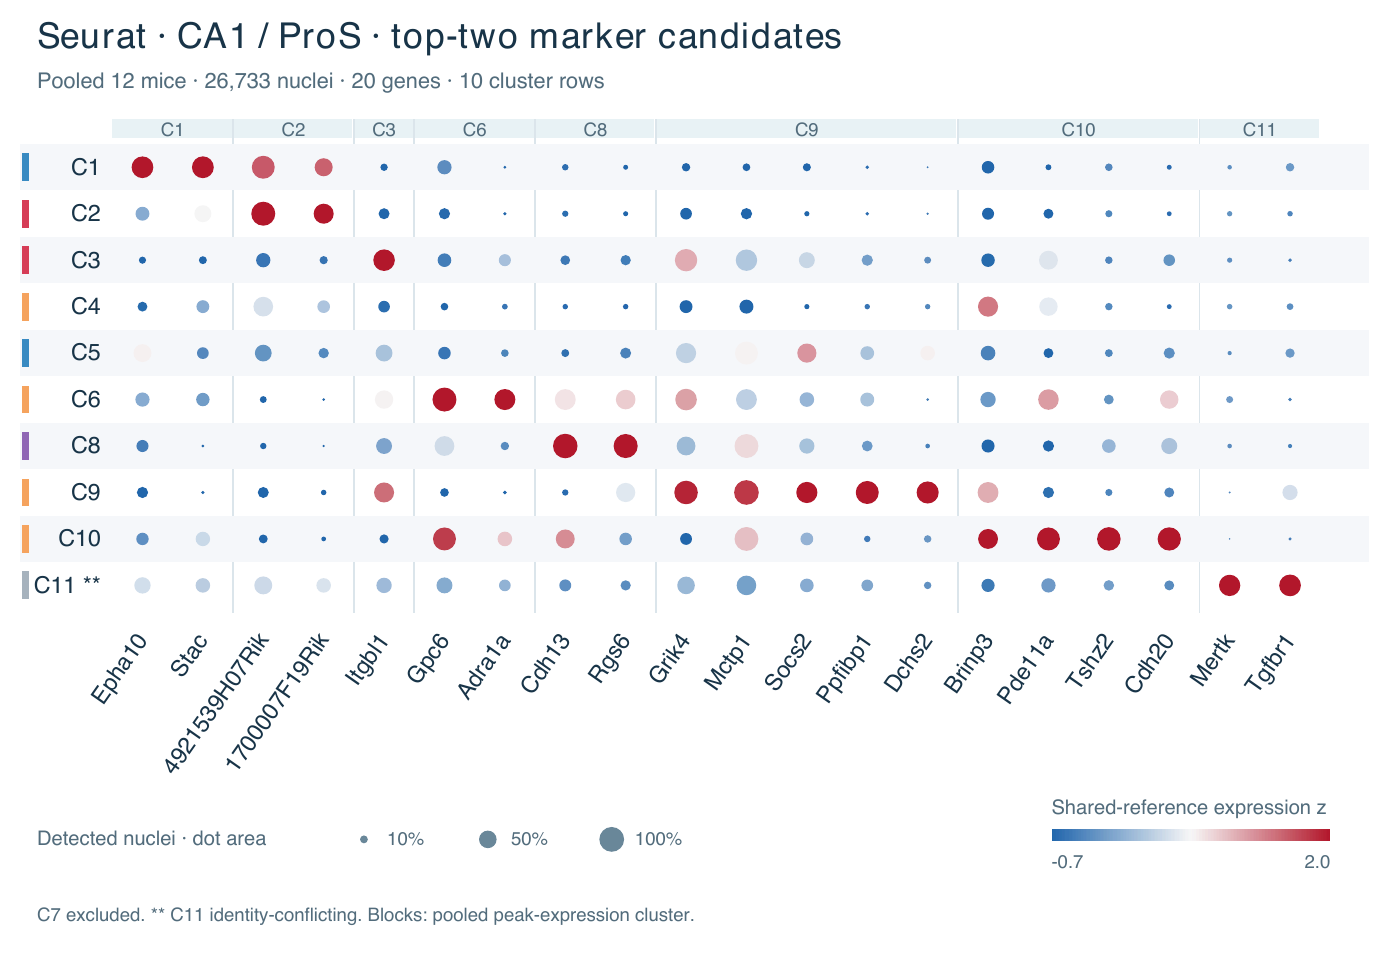 Seurat · CA1 / ProS · top-two marker candidates
Pooled 12 mice · 26,733 nuclei · 20 genes · 10 cluster rows
C1 C2 C3 C6 C8 C9 C10 C11
C1
C2
C3
C4
C5
C6
C8
C9
C10
C11 **
Epha10 Stac 4921539H07Rik 1700007F19Rik Itgbl1 Gpc6 Adra1a Cdh13 Rgs6 Grik4 Mctp1 Socs2 Ppfibp1 Dchs2 Brinp3 Pde11a Tshz2 Cdh20 Mertk Tgfbr1
Shared-reference expression z
Detected nuclei · dot area 10% 50% 100%
-0.7 2.0
C7 excluded. ** C11 identity-conflicting. Blocks: pooled peak-expression cluster.